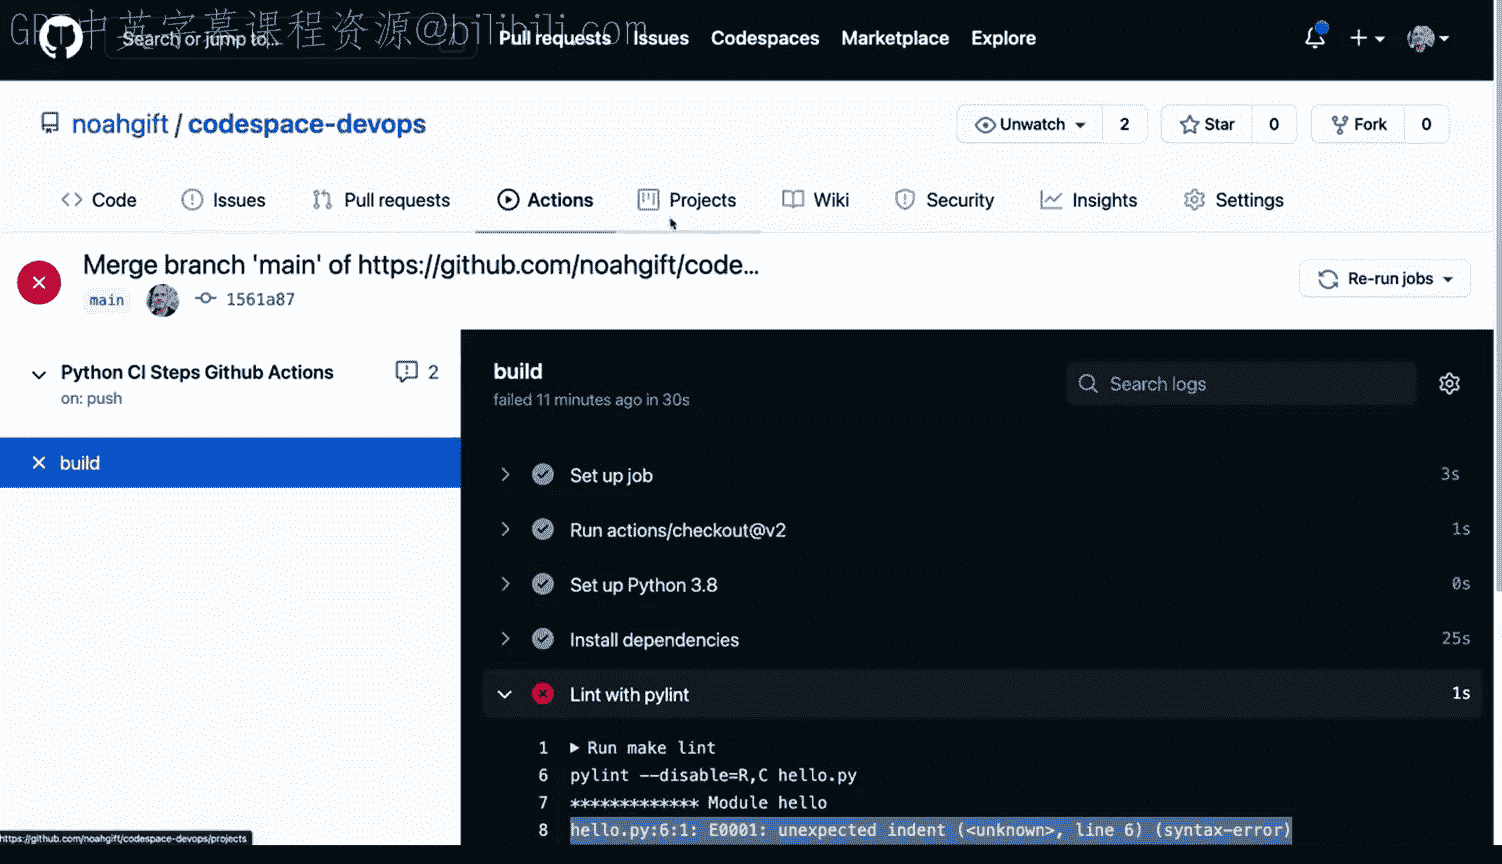 GPT中英字幕课程资源@bilibili.com
Search or jump to...
Pull requests Issues Codespaces Marketplace Explore
noahgift / codespace-devops
Unwatch 2 Star 0 Fork 0
Code Issues Pull requests Actions Projects Wiki Security Insights Settings
Merge branch 'main' of https://github.com/noahgift/code...
main 1561a87
Re-run jobs
Python CI Steps Github Actions 2
on: push
build
build
failed 11 minutes ago in 30s
Search logs
Set up job 3s
Run actions/checkout@v2 1s
Set up Python 3.8 0s
Install dependencies 25s
Lint with pylint 1s
1 Run make lint
6 pylint --disable=R,C hello.py
7 ************* Module hello
8 hello.py:6:1: E0001: unexpected indent (<unknown>, line 6) (syntax-error)
https://github.com/noahgift/codespace-devops/projects